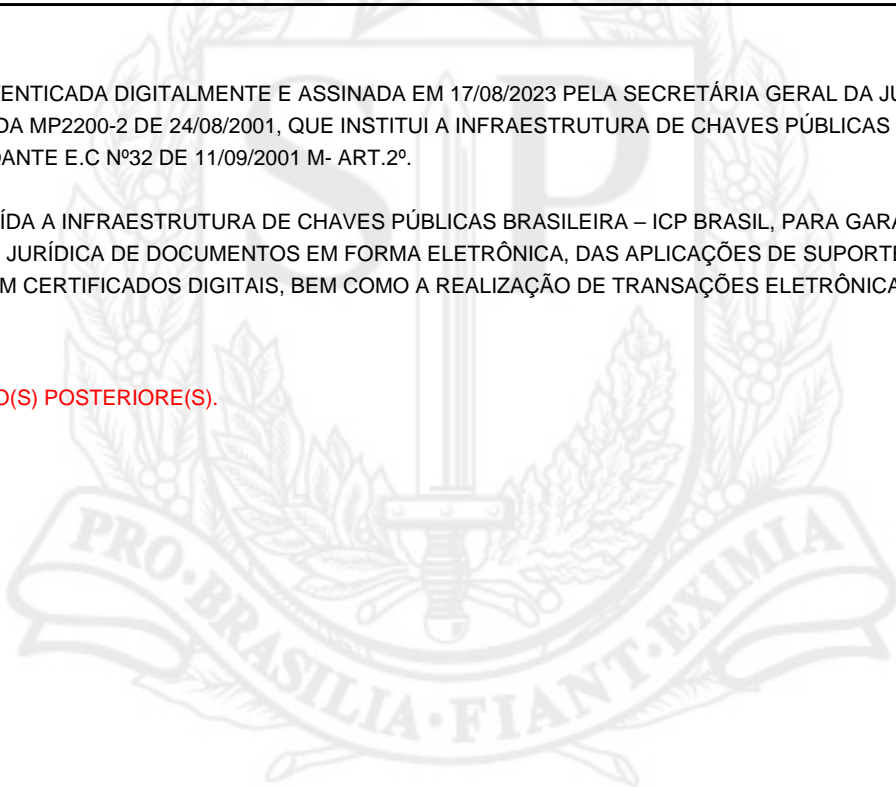 ENTICADA DIGITALMENTE E ASSINADA EM 17/08/2023 PELA SECRETÁRIA GERAL DA JU
DA MP2200-2 DE 24/08/2001, QUE INSTITUI A INFRAESTRUTURA DE CHAVES PÚBLICAS
DANTE E.C Nº32 DE 11/09/2001 M- ART.2º.
ÍDA A INFRAESTRUTURA DE CHAVES PÚBLICAS BRASILEIRA – ICP BRASIL, PARA GARA
JURÍDICA DE DOCUMENTOS EM FORMA ELETRÔNICA, DAS APLICAÇÕES DE SUPORTE
M CERTIFICADOS DIGITAIS, BEM COMO A REALIZAÇÃO DE TRANSAÇÕES ELETRÔNICA
O(S) POSTERIORE(S).
SP
PRO·BRASILIA·FIANT·EXIMIA